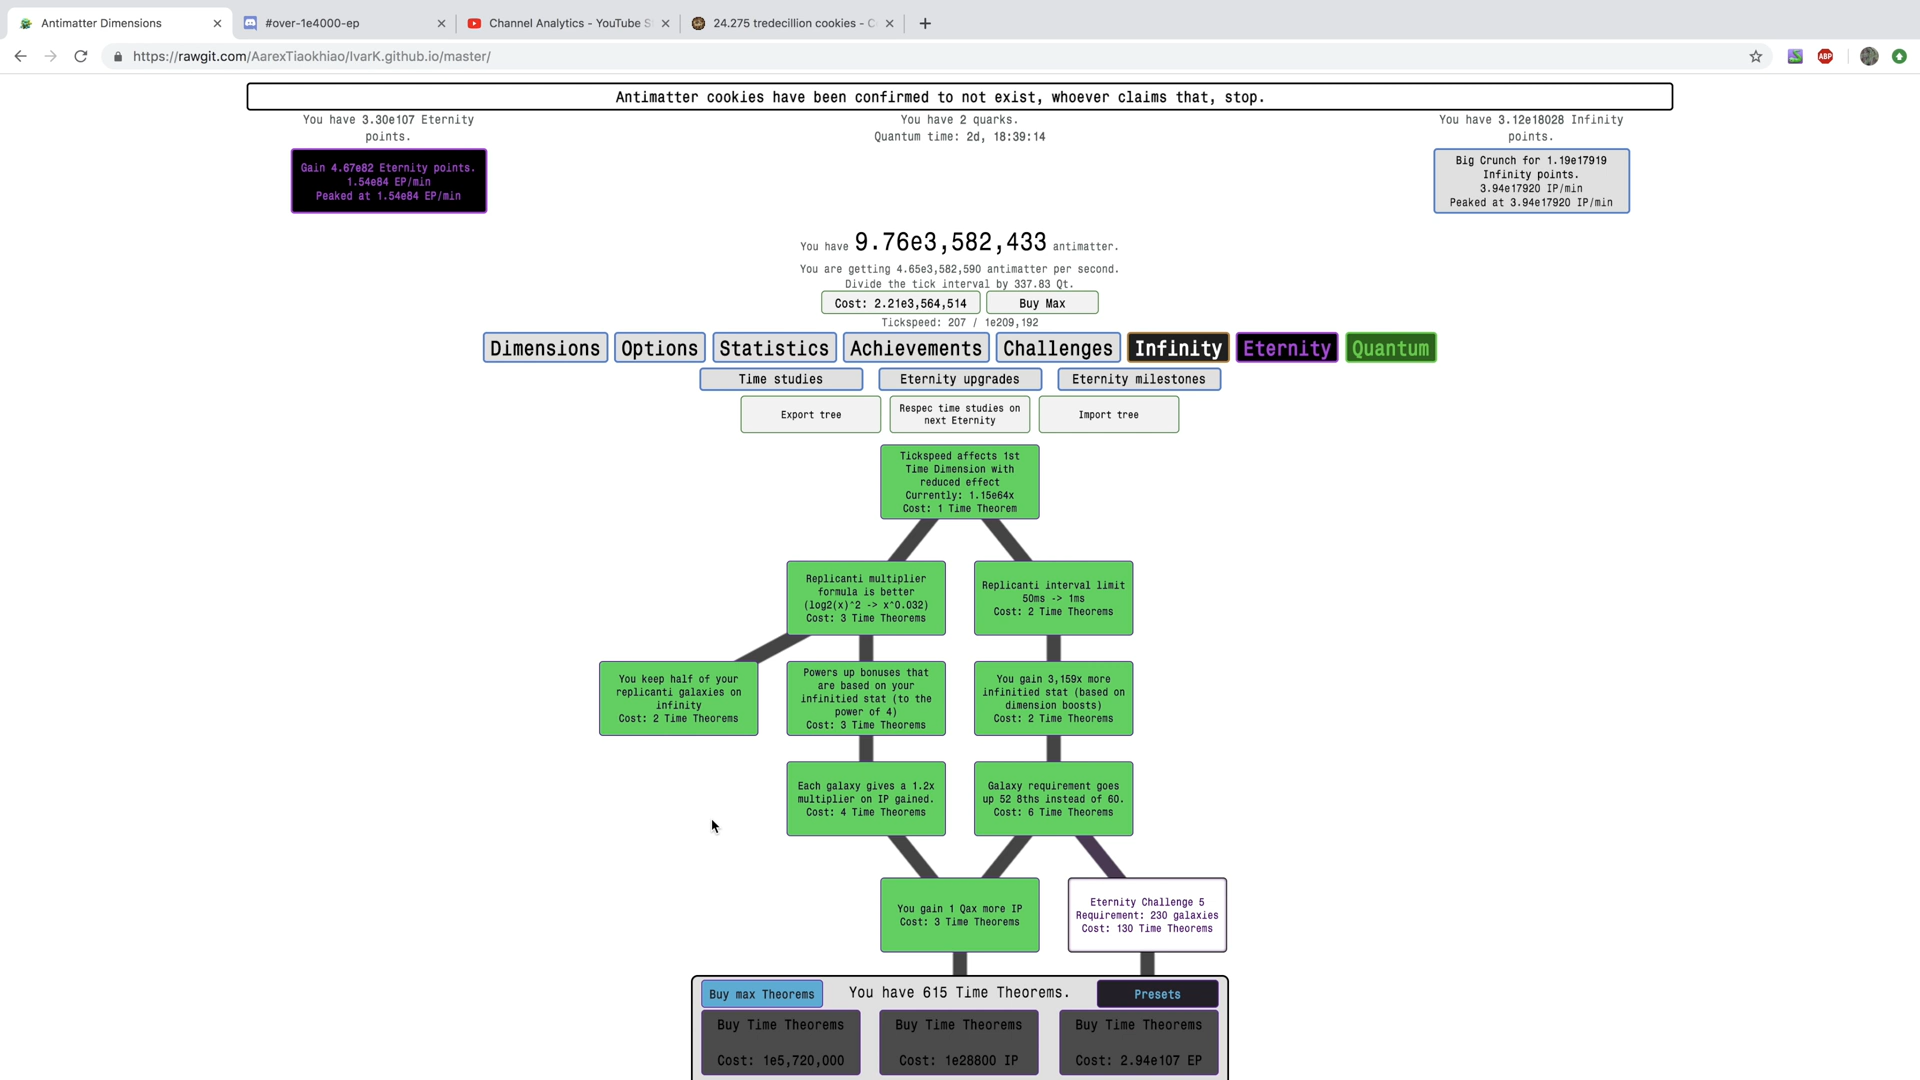 Antimatter Dimensions
#over-1e4000-ep
Channel Analytics - YouTube S
24.275 tredecillion cookies - C
https://rawgit.com/AarexTiaokhiao/IvarK.github.io/master/
ABP
Antimatter cookies have been confirmed to not exist, whoever claims that, stop.
You have 3.30e107 Eternity
points.
Gain 4.67e82 Eternity points.
1.54e84 EP/min
Peaked at 1.54e84 EP/min
You have 2 quarks.
Quantum time: 2d, 18:39:14
You have 3.12e18028 Infinity
points.
Big Crunch for 1.19e17919
Infinity points.
3.94e17920 IP/min
Peaked at 3.94e17920 IP/min
You have 9.76e3,582,433 antimatter.
You are getting 4.65e3,582,590 antimatter per second.
Divide the tick interval by 337.83 Qt.
Cost: 2.21e3,564,514
Buy Max
Tickspeed: 207 / 1e209,192
Dimensions
Options
Statistics
Achievements
Challenges
Infinity
Eternity
Quantum
Time studies
Eternity upgrades
Eternity milestones
Export tree
Respec time studies on
next Eternity
Import tree
Tickspeed affects 1st
Time Dimension with
reduced effect
Currently: 1.15e64x
Cost: 1 Time Theorem
Replicanti multiplier
formula is better
(log2(x)^2 -> x^0.032)
Cost: 3 Time Theorems
Replicanti interval limit
50ms -> 1ms
Cost: 2 Time Theorems
You keep half of your
replicanti galaxies on
infinity
Cost: 2 Time Theorems
Powers up bonuses that
are based on your
infinitied stat (to the
power of 4)
Cost: 3 Time Theorems
You gain 3,159x more
infinitied stat (based on
dimension boosts)
Cost: 2 Time Theorems
Each galaxy gives a 1.2x
multiplier on IP gained.
Cost: 4 Time Theorems
Galaxy requirement goes
up 52 8ths instead of 60.
Cost: 6 Time Theorems
You gain 1 Qax more IP
Cost: 3 Time Theorems
Eternity Challenge 5
Requirement: 230 galaxies
Cost: 130 Time Theorems
Buy max Theorems
You have 615 Time Theorems.
Presets
Buy Time Theorems
Cost: 1e5,720,000
Buy Time Theorems
Cost: 1e28800 IP
Buy Time Theorems
Cost: 2.94e107 EP